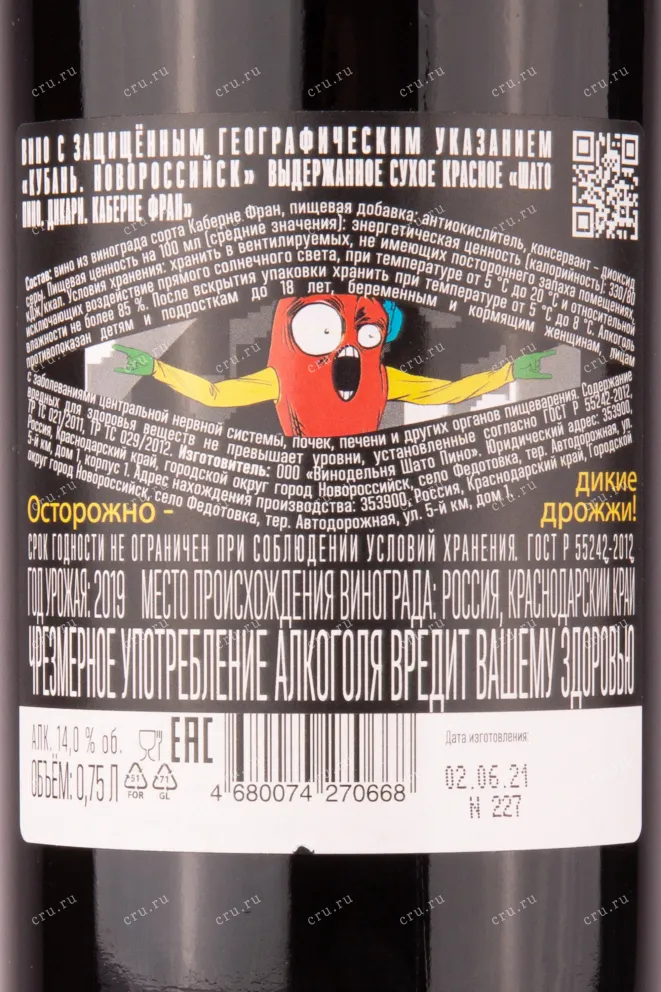 ВИНО С ЗАЩИЩЁННЫМ ГЕОГРАФИЧЕСКИМ УКАЗАНИЕМ
«КУБАНЬ. НОВОРОССИЙСК» ВЫДЕРЖАННОЕ СУХОЕ КРАСНОЕ «ШАТО
ПИНО. ДИКАРИ. КАБЕРНЕ ФРАН»
Состав: вино из винограда сорта Каберне Фран, пищевая добавка: антиокислитель, консервант - диоксид
серы. Пищевая ценность на 100 мл (средние значения): энергетическая ценность (калорийность): 330/80
кДж/ккал. Условия хранения: хранить в вентилируемых, не имеющих постороннего запаха помещениях,
исключающих воздействие прямого солнечного света, при температуре от 5 °С до 20 °С и относительной
влажности не более 85 %. После вскрытия упаковки хранить при температуре от 5 °С до 8 °С. Алкоголь
противопоказан детям и подросткам до 18 лет, беременным и кормящим женщинам, лицам
с заболеваниями центральной нервной системы, почек, печени и других органов пищеварения. Содержание
вредных для здоровья веществ не превышает уровни, установленные согласно ГОСТ Р 55242-2012,
ТР ТС 021/2011, ТР ТС 029/2012. Изготовитель: ООО «Винодельня Шато Пино». Юридический адрес: 353900,
Россия, Краснодарский край, городской округ город Новороссийск, село Федотовка, тер. Автодорожная, ул.
5-й км, дом 1, корпус 1. Адрес нахождения производства: 353900, Россия, Краснодарский край, Городской
округ город Новороссийск, село Федотовка, тер. Автодорожная, ул. 5-й км, дом 1.
Осторожно -
дикие
дрожжи!
СРОК ГОДНОСТИ НЕ ОГРАНИЧЕН ПРИ СОБЛЮДЕНИИ УСЛОВИЙ ХРАНЕНИЯ. ГОСТ Р 55242-2012
ГОД УРОЖАЯ: 2019 МЕСТО ПРОИСХОЖДЕНИЯ ВИНОГРАДА: РОССИЯ, КРАСНОДАРСКИЙ КРАЙ
ЧРЕЗМЕРНОЕ УПОТРЕБЛЕНИЕ АЛКОГОЛЯ ВРЕДИТ ВАШЕМУ ЗДОРОВЬЮ
АЛК. 14,0 % об.
ЕАС
ОБЪЁМ: 0,75 Л
51
FOR
71
GL
4 680074 270668
Дата изготовления:
02.06.21
N 227
cru.ru